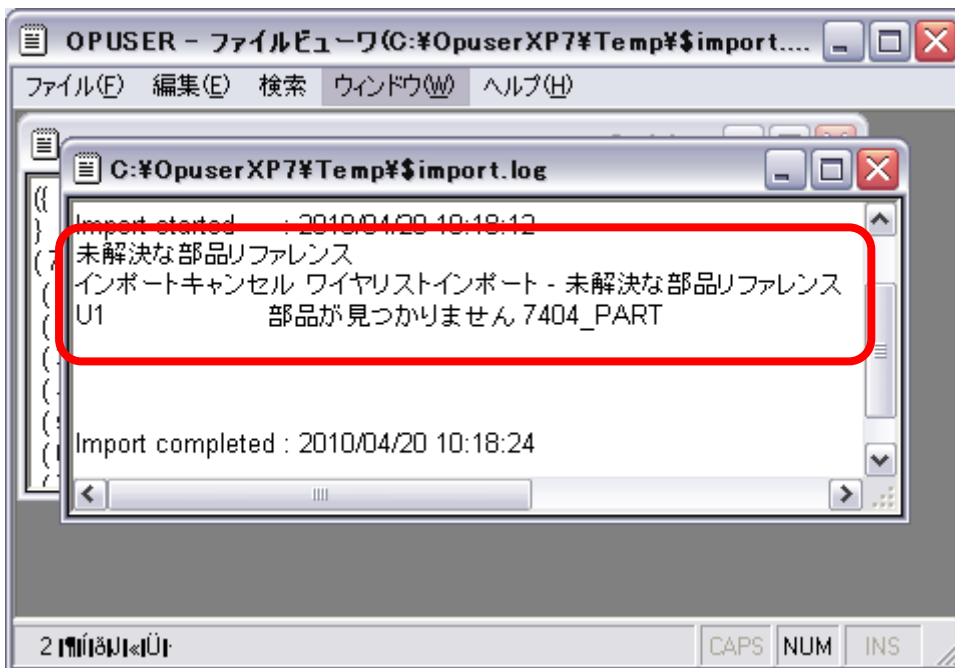 OPUSER - ファイルビューワ(C:¥OpuserXP7¥Temp¥$import....
ファイル(F) 編集(E) 検索 ウィンドウ(W) ヘルプ(H)
C:¥OpuserXP7¥Temp¥$import.log
Import started : 2010/04/20 10:18:12
未解決な部品リファレンス
インポートキャンセル ワイヤリストインポート - 未解決な部品リファレンス
U1 部品が見つかりません 7404_PART
Import completed : 2010/04/20 10:18:24
CAPS NUM INS